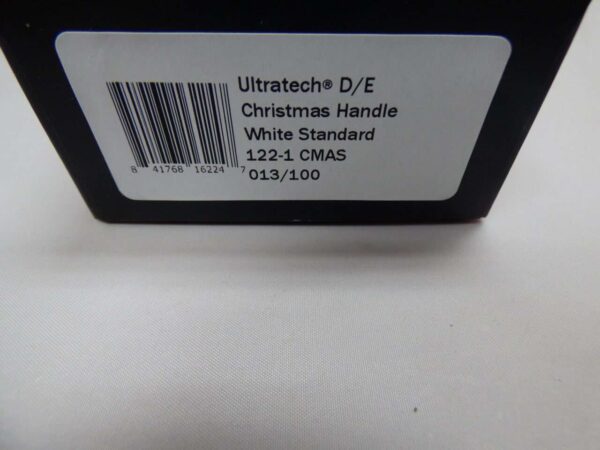 Ultratech® D/E
Christmas Handle
White Standard
122-1 CMAS
013/100
8 41768 16224 7